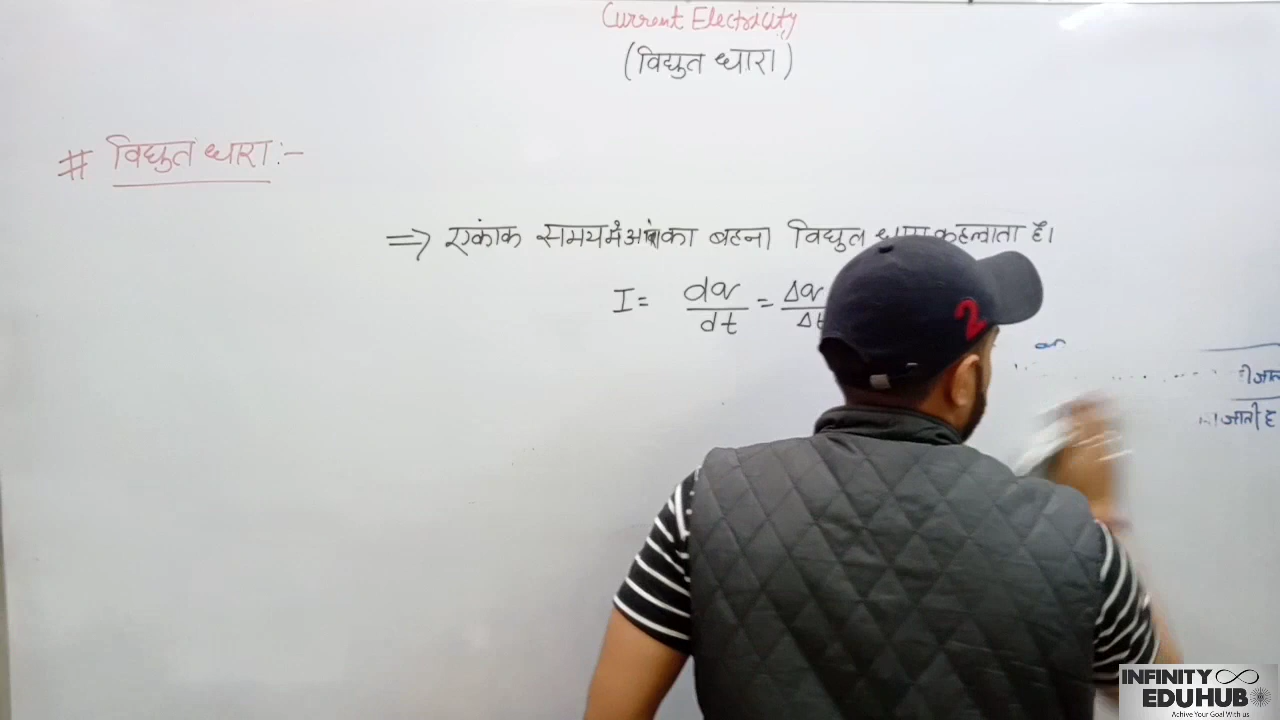 Current Electricity
(विद्युत धारा)
# विद्युत धारा :-
⇒ एकांक समय में आवेश का बहना विद्युत धारा कहलाता है।
I = dq/dt = Δq/Δt
जाती है
INFINITY
EDUHUB
Achive Your Goal With us